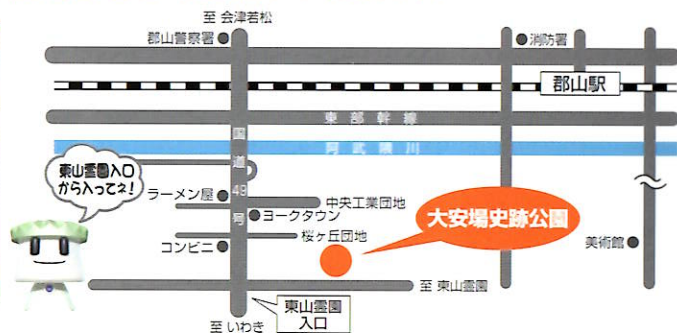 至 会津若松
郡山警察署
消防署
郡山駅
東部幹線
阿武隈川
国道49号
東山霊園入口
から入ってネ!
ラーメン屋
中央工業団地
ヨークタウン
大安場史跡公園
桜ヶ丘団地
コンビニ
美術館
至 東山霊園
東山霊園
入口
至 いわき